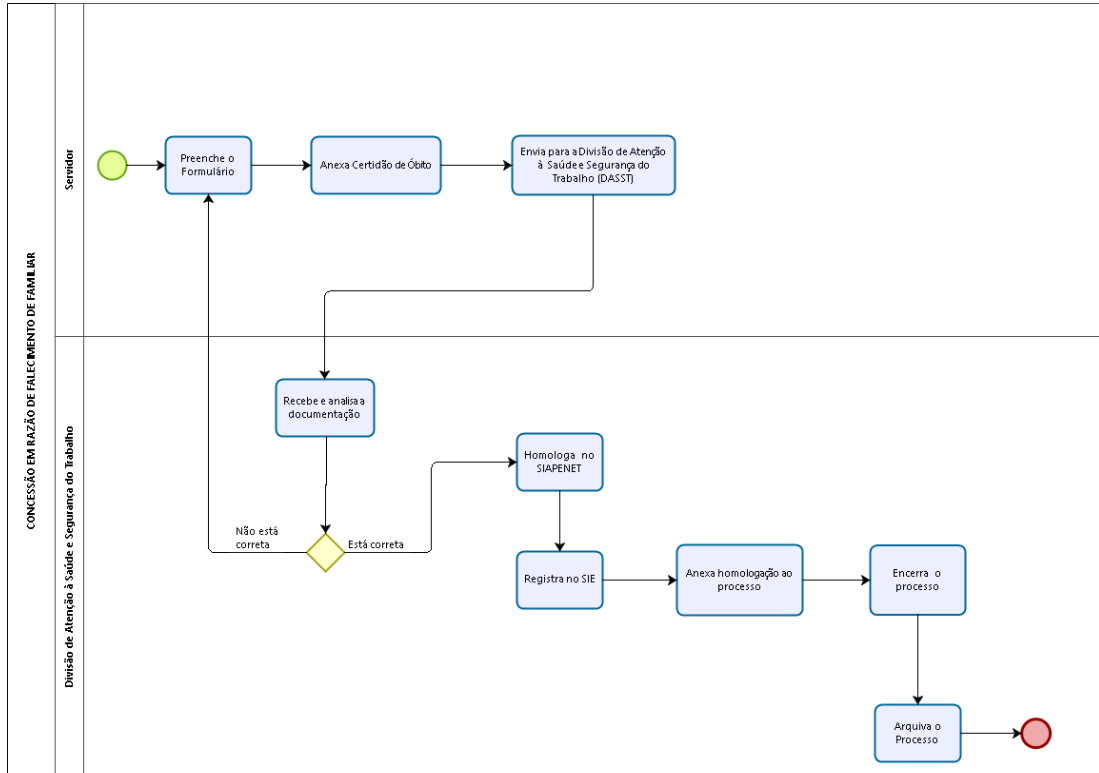 CONCESSÃO EM RAZÃO DE FALECIMENTO DE FAMILIAR
Servidor
Preenche o
Formulário
Anexa Certidão de Óbito
Envia para a Divisão de Atenção
à Saúde e Segurança do
Trabalho (DASST)
Divisão de Atenção à Saúde e Segurança do Trabalho
Recebe e analisa a
documentação
Não está
correta
Está correta
Homologa no
SIAPENET
Registra no SIE
Anexa homologação ao
processo
Encerra o
processo
Arquiva o
Processo